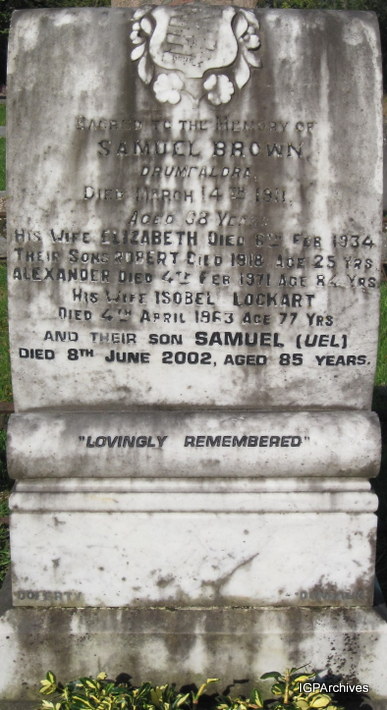 SACRED TO THE MEMORY OF
SAMUEL BROWN
DRUMFALORA,
DIED MARCH 14TH 1911,
AGED 68 YEARS
HIS WIFE ELIZABETH DIED 6TH FEB 1934
THEIR SONS ROBERT DIED 1918 AGE 25 YRS
ALEXANDER DIED 4TH FEB 1971 AGE 84 YRS
HIS WIFE ISOBEL LOCKART
DIED 4TH APRIL 1963 AGE 77 YRS
AND THEIR SON SAMUEL (UEL)
DIED 8TH JUNE 2002, AGED 85 YEARS.
"LOVINGLY REMEMBERED"
DOHERTY
IGPArchives